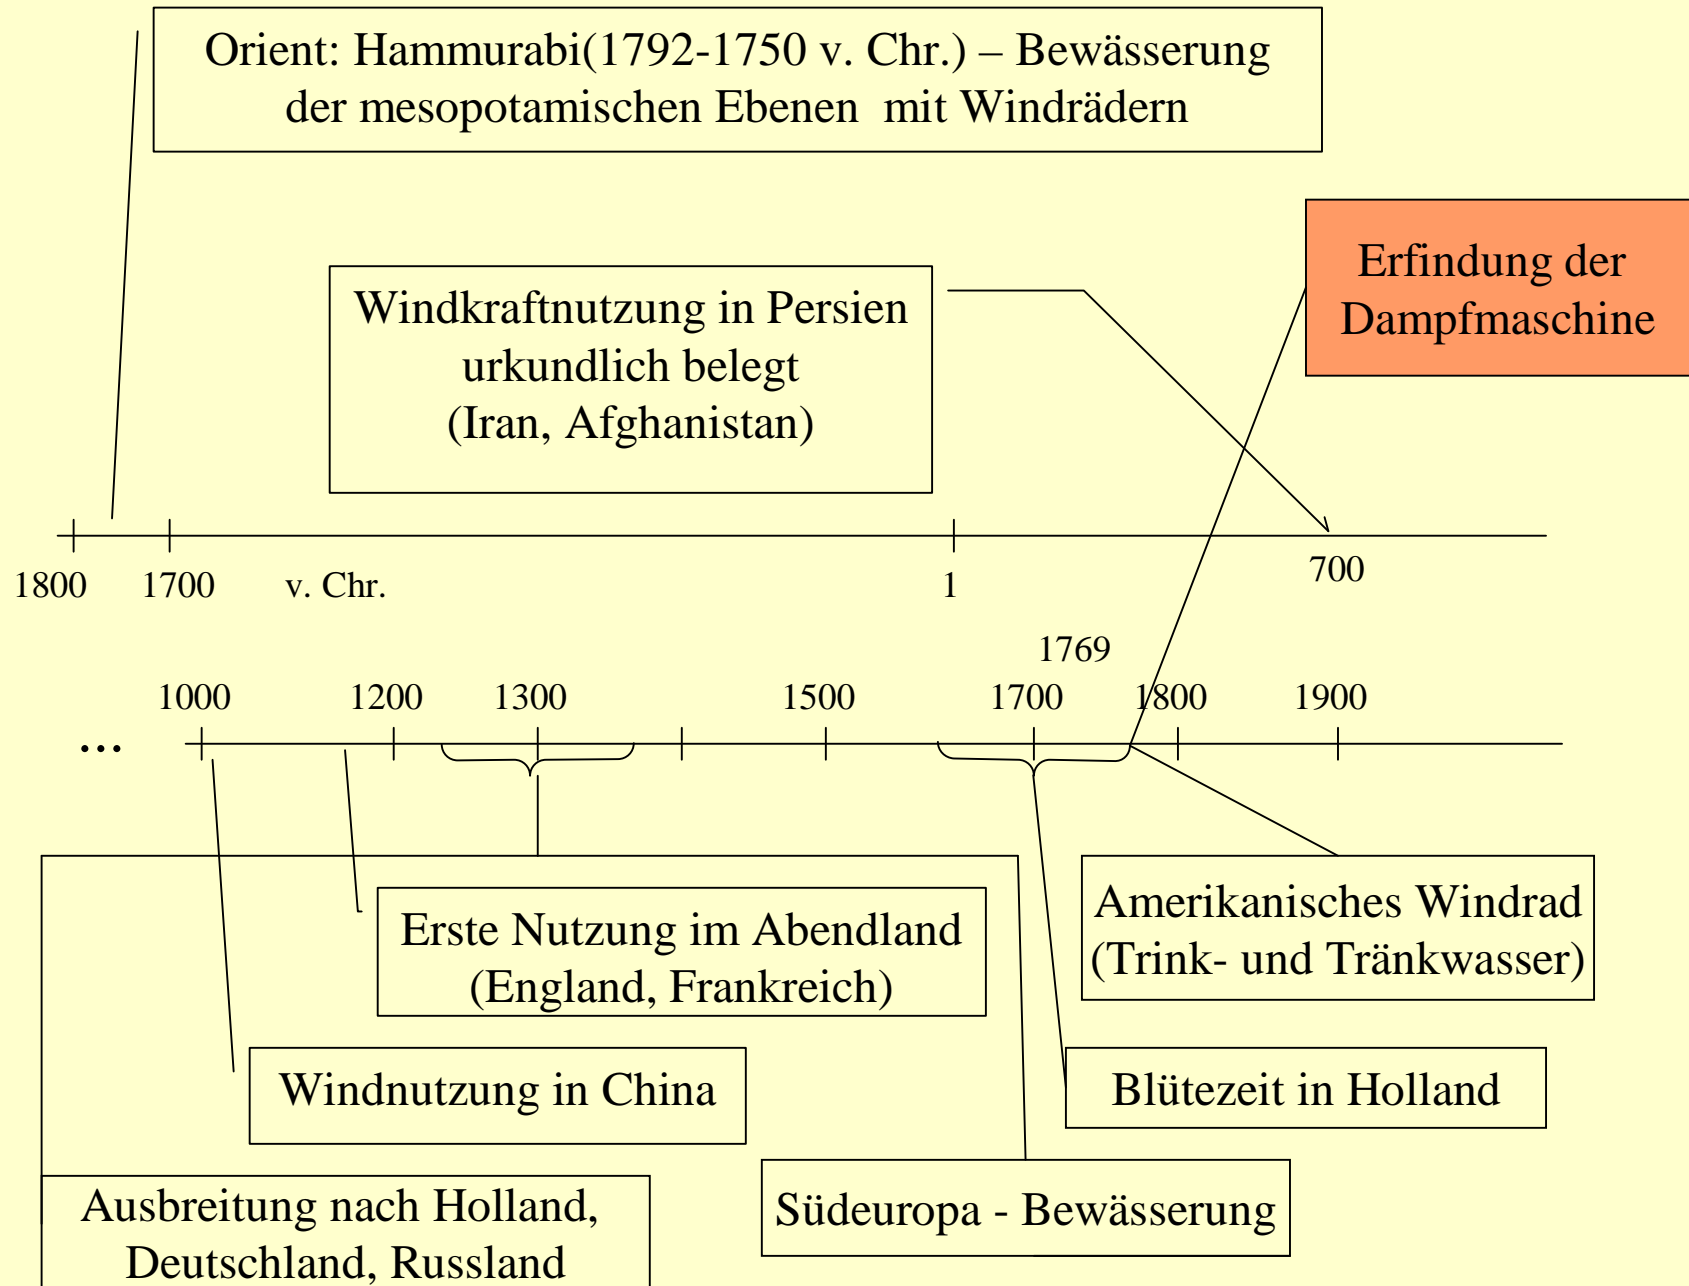 Orient: Hammurabi(1792-1750 v. Chr.) – Bewässerung
der mesopotamischen Ebenen  mit Windrädern
Erfindung der
Dampfmaschine
Windkraftnutzung in Persien
urkundlich belegt
(Iran, Afghanistan)
1800 1700 v. Chr. 1 700
1769
1000 1200 1300 1500 1700 1800 1900
...
Amerikanisches Windrad
(Trink- und Tränkwasser)
Erste Nutzung im Abendland
(England, Frankreich)
Windnutzung in China
Blütezeit in Holland
Ausbreitung nach Holland,
Deutschland, Russland
Südeuropa - Bewässerung